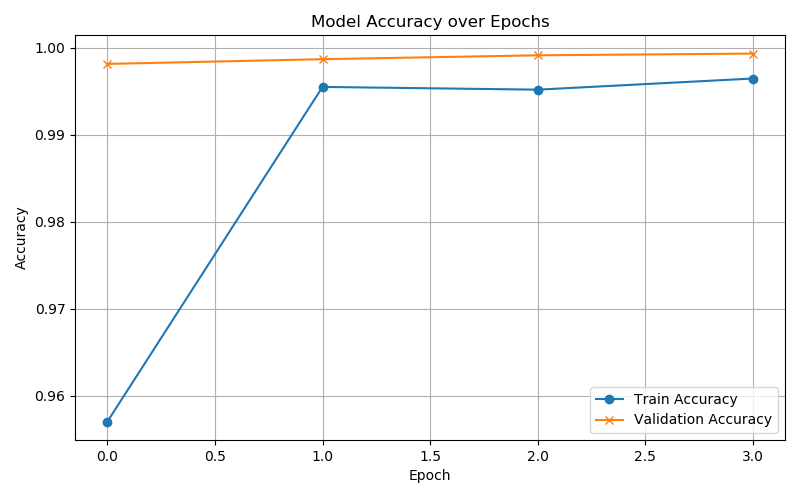 Model Accuracy over Epochs
1.00
0.99
0.98
0.97
0.96
Accuracy
0.0 0.5 1.0 1.5 2.0 2.5 3.0
Epoch
Train Accuracy
Validation Accuracy